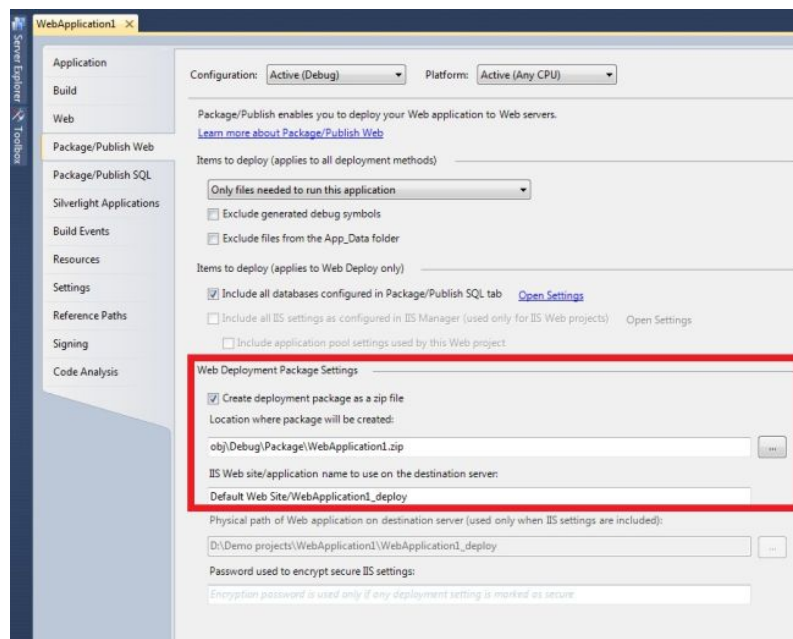 WebApplication1
Server Explorer
Toolbox
Application
Build
Web
Package/Publish Web
Package/Publish SQL
Silverlight Applications
Build Events
Resources
Settings
Reference Paths
Signing
Code Analysis
Configuration: Active (Debug) Platform: Active (Any CPU)
Package/Publish enables you to deploy your Web application to Web servers.
Learn more about Package/Publish Web
Items to deploy (applies to all deployment methods)
Only files needed to run this application
Exclude generated debug symbols
Exclude files from the App_Data folder
Items to deploy (applies to Web Deploy only)
Include all databases configured in Package/Publish SQL tab Open Settings
Include all IIS settings as configured in IIS Manager (used only for IIS Web projects) Open Settings
Include application pool settings used by this Web project
Web Deployment Package Settings
Create deployment package as a zip file
Location where package will be created:
obj\Debug\Package\WebApplication1.zip
...
IIS Web site/application name to use on the destination server:
Default Web Site/WebApplication1_deploy
Physical path of Web application on destination server (used only when IIS settings are included):
D:\Demo projects\WebApplication1\WebApplication1_deploy
...
Password used to encrypt secure IIS settings:
Encryption password is used only if any deployment setting is marked as secure